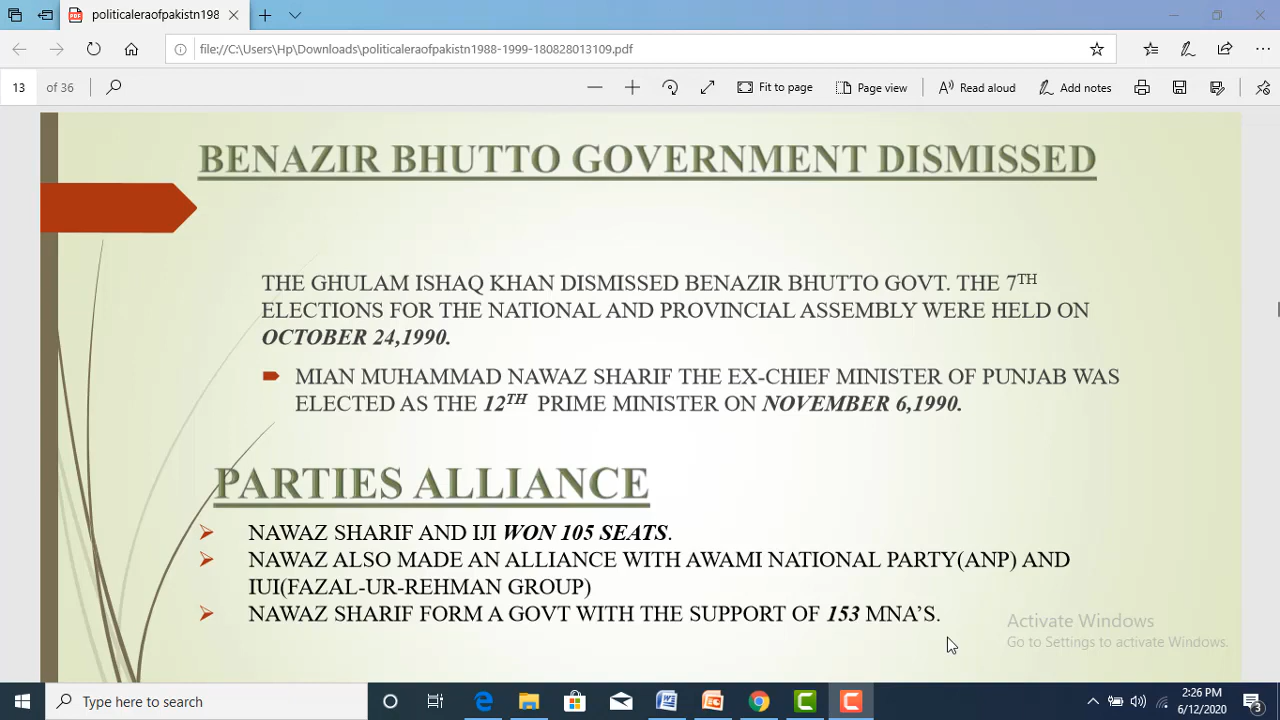 politicaleraofpakistn198
file://C:\Users\Hp\Downloads\politicaleraofpakistn1988-1999-180828013109.pdf
13 of 36 Fit to page Page view Read aloud Add notes
BENAZIR BHUTTO GOVERNMENT DISMISSED
THE GHULAM ISHAQ KHAN DISMISSED BENAZIR BHUTTO GOVT. THE 7TH
ELECTIONS FOR THE NATIONAL AND PROVINCIAL ASSEMBLY WERE HELD ON
OCTOBER 24,1990.
MIAN MUHAMMAD NAWAZ SHARIF THE EX-CHIEF MINISTER OF PUNJAB WAS
ELECTED AS THE 12TH PRIME MINISTER ON NOVEMBER 6,1990.
PARTIES ALLIANCE
NAWAZ SHARIF AND IJI WON 105 SEATS.
NAWAZ ALSO MADE AN ALLIANCE WITH AWAMI NATIONAL PARTY(ANP) AND
IUI(FAZAL-UR-REHMAN GROUP)
NAWAZ SHARIF FORM A GOVT WITH THE SUPPORT OF 153 MNA'S.
Activate Windows
Go to Settings to activate Windows.
Type here to search
2:26 PM
6/12/2020
3